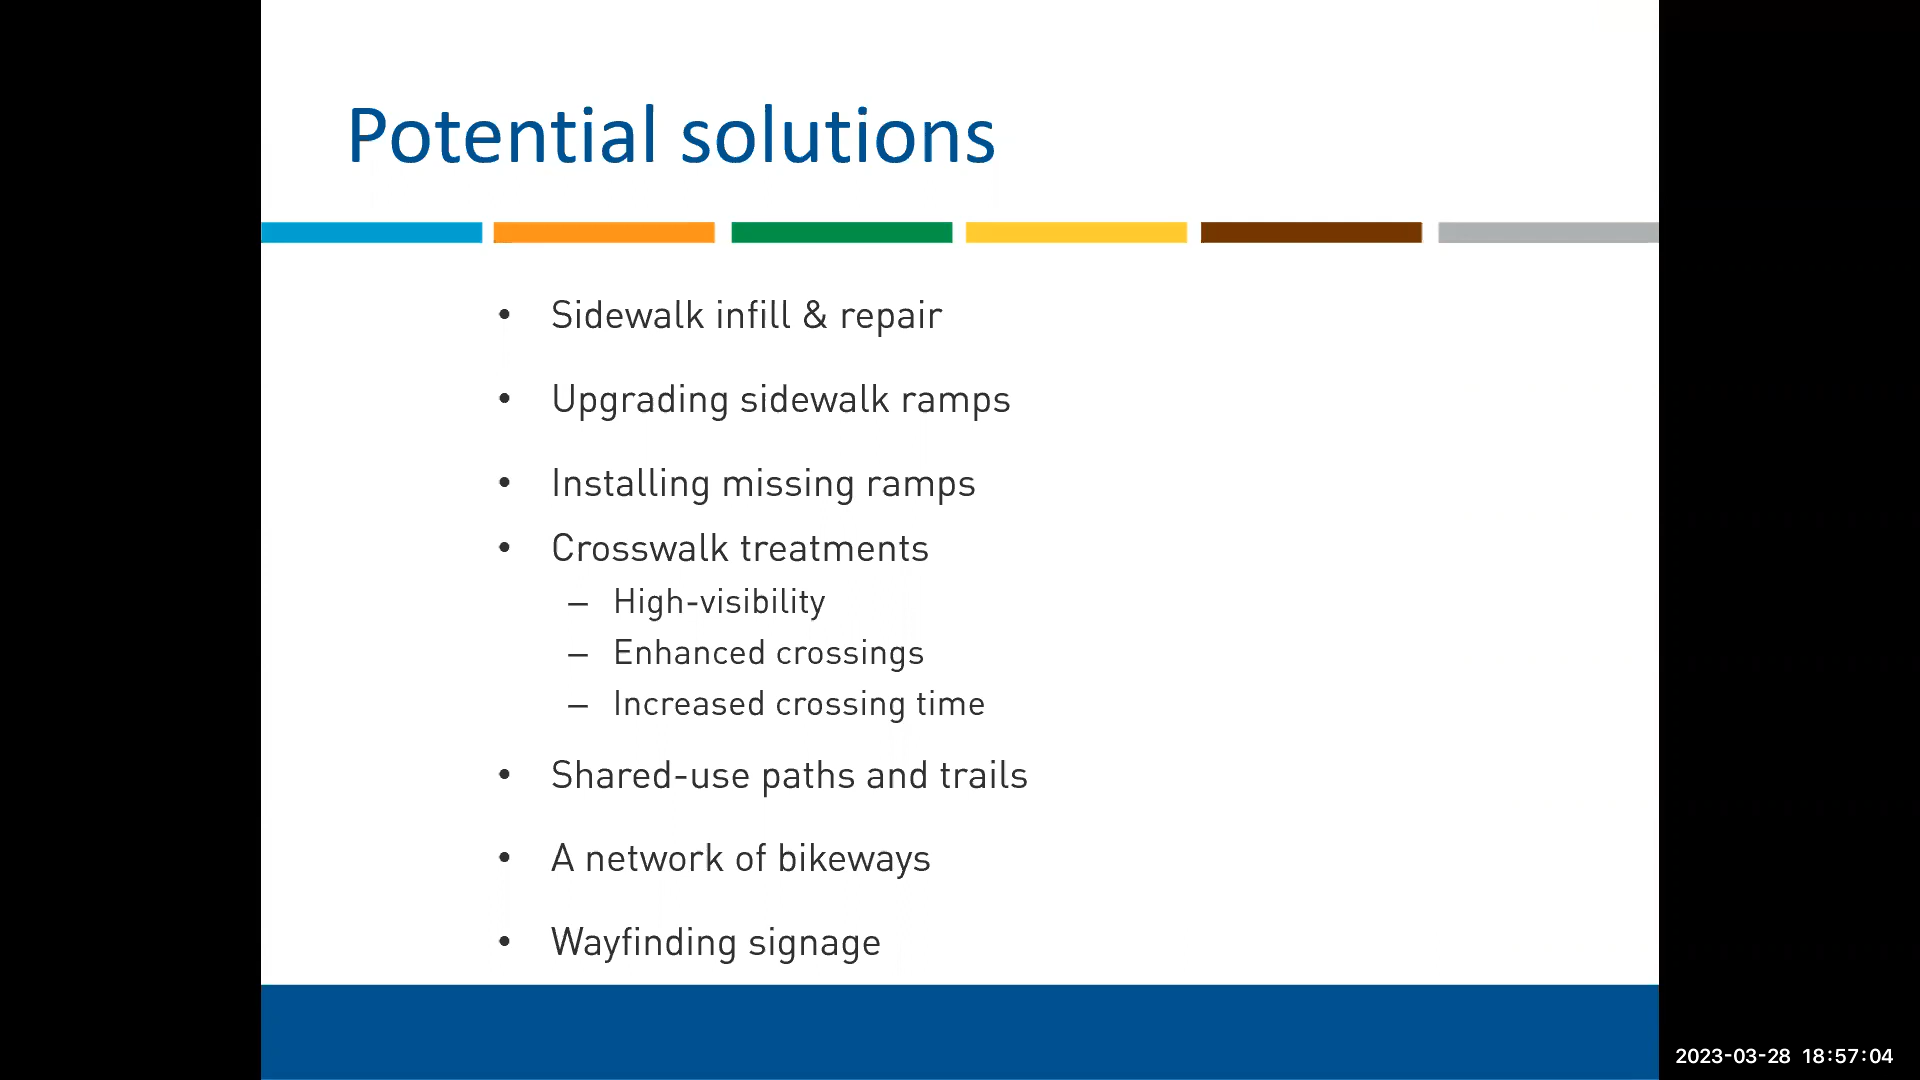 Potential solutions
• Sidewalk infill & repair
• Upgrading sidewalk ramps
• Installing missing ramps
• Crosswalk treatments
– High-visibility
– Enhanced crossings
– Increased crossing time
• Shared-use paths and trails
• A network of bikeways
• Wayfinding signage
2023-03-28 18:57:04